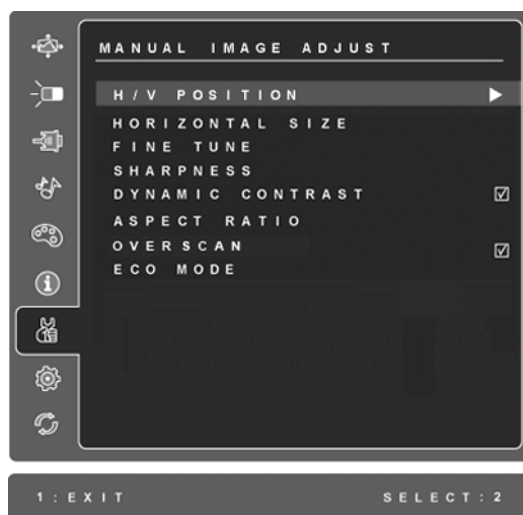 MANUAL IMAGE ADJUST
H/V POSITION
HORIZONTAL SIZE
FINE TUNE
SHARPNESS
DYNAMIC CONTRAST
ASPECT RATIO
OVERSCAN
ECO MODE
1:EXIT SELECT:2